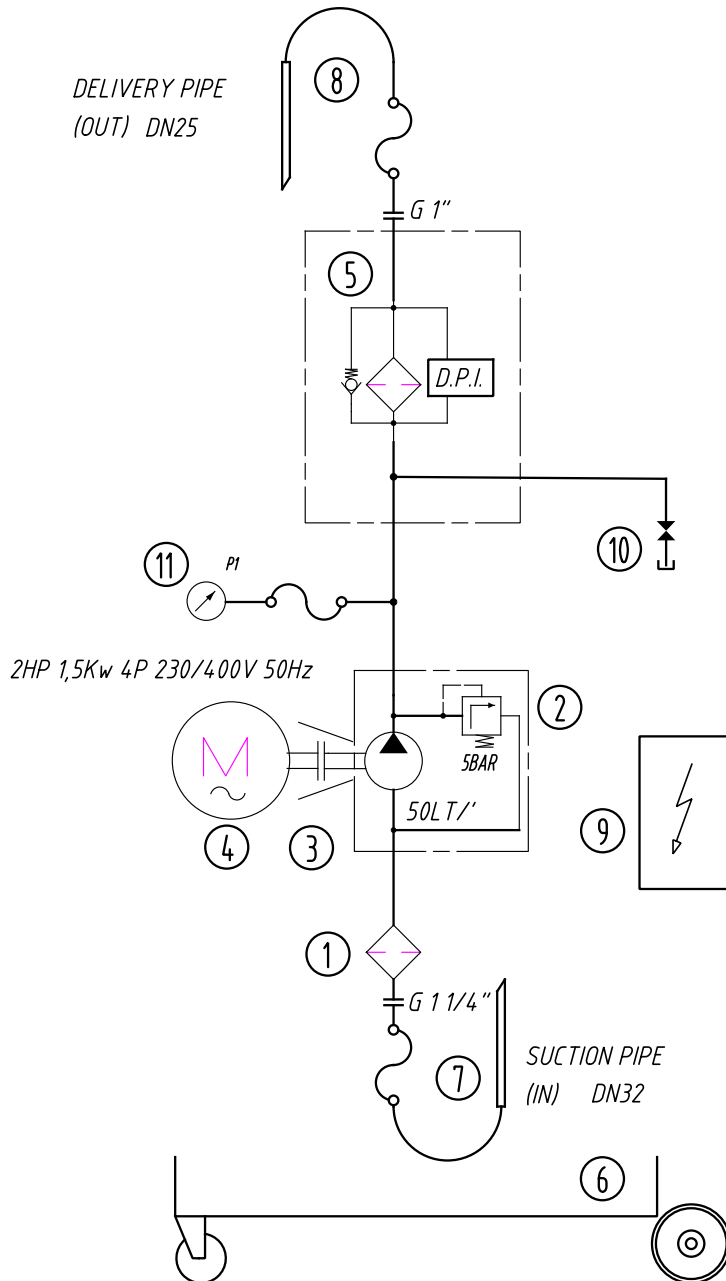 8
DELIVERY PIPE
(OUT) DN25
G 1"
5
D.P.I.
10
11
P1
2HP 1,5Kw 4P 230/400V 50Hz
2
5BAR
M
50LT/'
9
4
3
1
G 1 1/4"
7
SUCTION PIPE
(IN) DN32
6